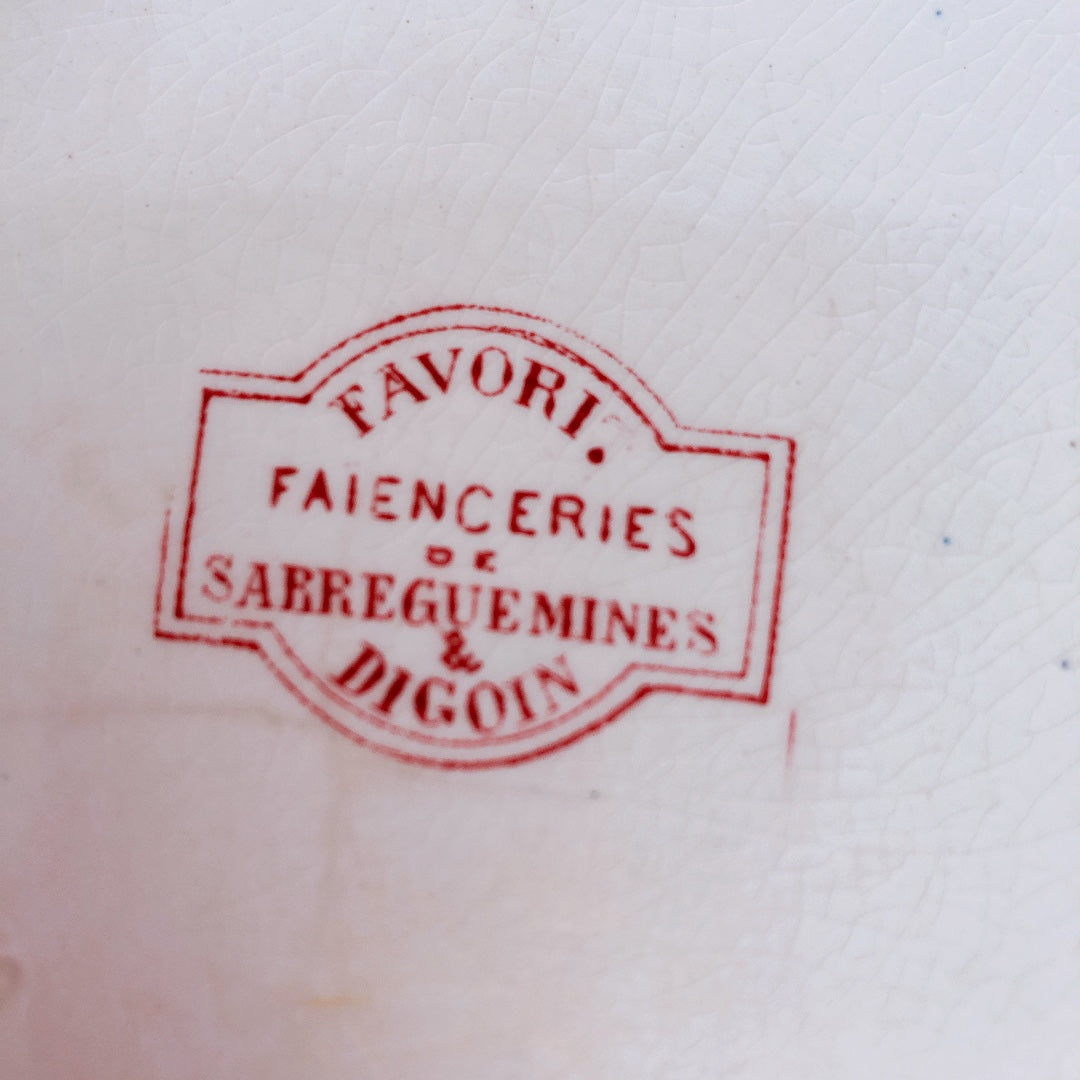 FAVORI.
FAIENCERIES
DE
SARREGUEMINES
&
DIGOIN